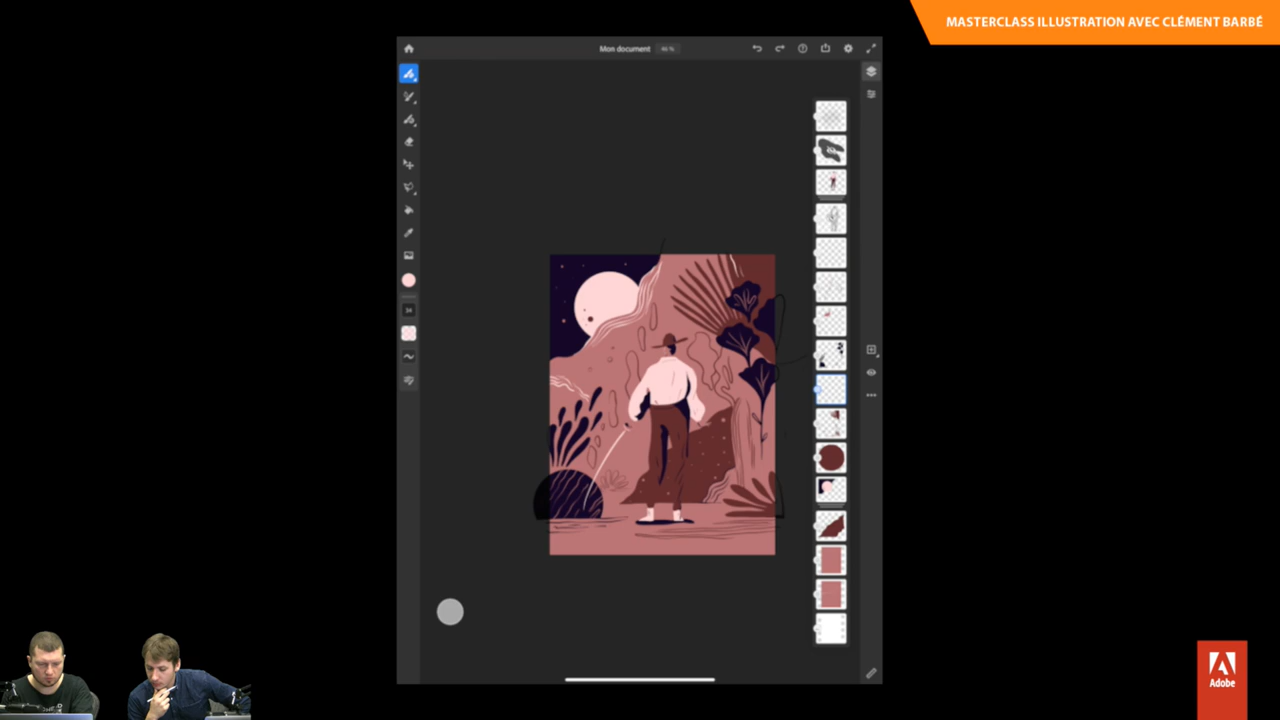 MASTERCLASS ILLUSTRATION AVEC CLÉMENT BARBÉ
Mon document 46 %
Adobe